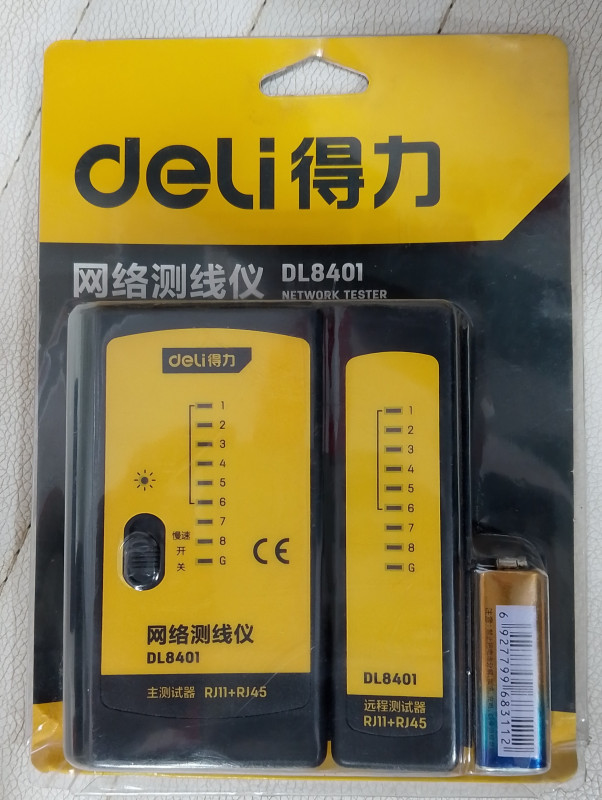 deli得力
网络测线仪 DL8401
NETWORK TESTER
deli得力
1
2
3
4
5
6
7
8
G
慢速
开
关
CE
网络测线仪
DL8401
主测试器 RJ11+RJ45
1
2
3
4
5
6
7
8
G
DL8401
远程测试器
RJ11+RJ45
6927799683112